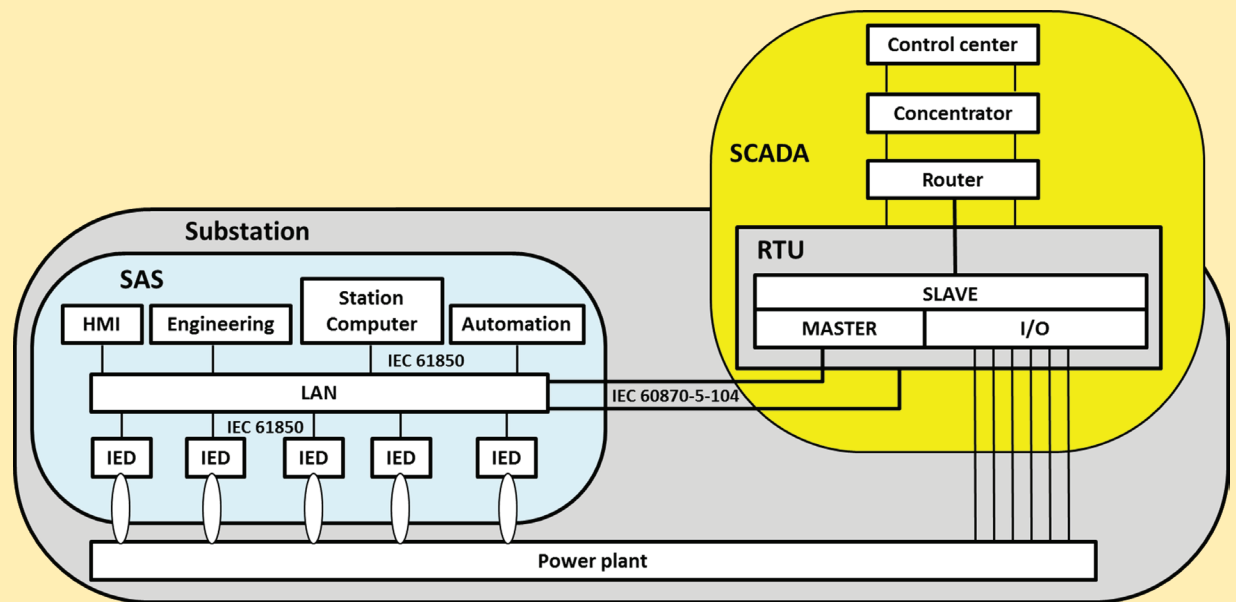 Control center
Concentrator
SCADA
Router
Substation
RTU
SAS
SLAVE
HMI
Engineering
Station
Computer
Automation
MASTER
I/O
IEC 61850
LAN
IEC 60870-5-104
IEC 61850
IED
IED
IED
IED
IED
Power plant